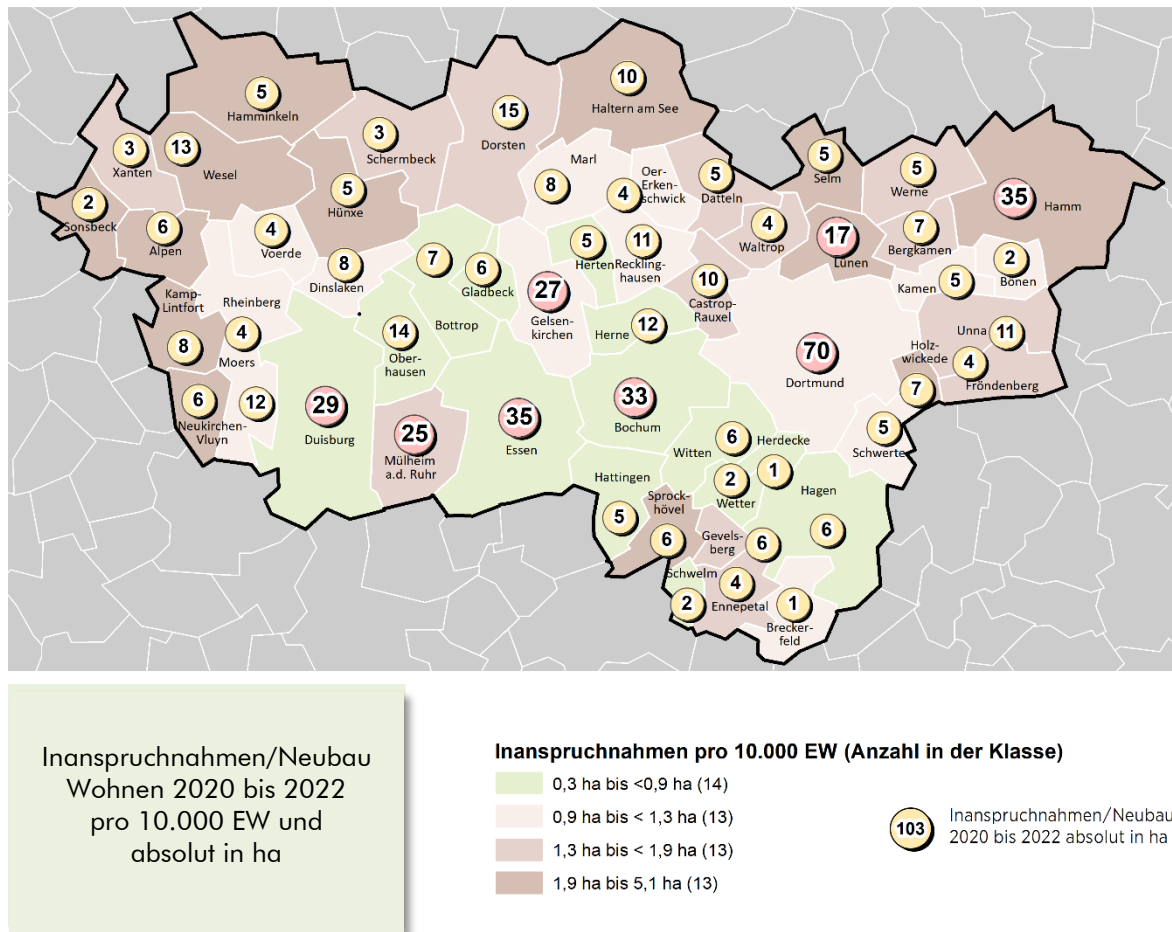 10
Haltern am See
5
Hamminkeln
15
Dorsten
3
Schermbeck
3
Xanten
13
Wesel
Marl
8
Oer-
Erken-
schwick
4
5
Datteln
5
Selm
5
Werne
35
Hamm
2
Sonsbeck
5
Hünxe
6
Alpen
4
Voerde
4
Waltrop
17
Lünen
7
Bergkamen
8
Dinslaken
7
Bottrop
6
Gladbeck
5
Herten
11
Reckling-
hausen
10
Castrop-
Rauxel
2
Bönen
5
Kamen
Kamp-
Lintfort
8
Rheinberg
4
Moers
12
27
Gelsen-
kirchen
12
Herne
14
Ober-
hausen
70
Dortmund
11
Unna
Holz-
wickede
7
4
Fröndenberg
6
Neukirchen-
Vluyn
29
Duisburg
25
Mülheim
a.d. Ruhr
35
Essen
33
Bochum
5
Schwerte
Witten
6
Herdecke
1
2
Wetter
Hagen
6
Hattingen
5
Sprock-
hövel
6
Gevels-
berg
6
Schwelm
2
4
Ennepetal
1
Brecker-
feld
Inanspruchnahmen/Neubau
Wohnen 2020 bis 2022
pro 10.000 EW und
absolut in ha
Inanspruchnahmen pro 10.000 EW (Anzahl in der Klasse)
0,3 ha bis <0,9 ha (14)
0,9 ha bis < 1,3 ha (13)
1,3 ha bis < 1,9 ha (13)
1,9 ha bis 5,1 ha (13)
103
Inanspruchnahmen/Neubau
2020 bis 2022 absolut in ha